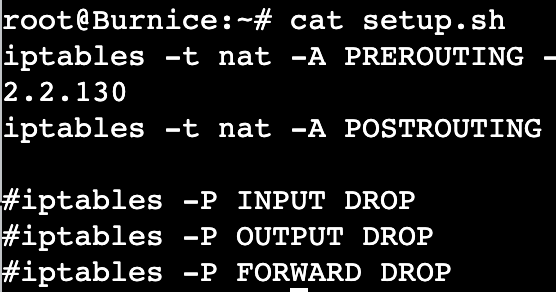 root@Burnice:~# cat setup.sh
iptables -t nat -A PREROUTING -
2.2.130
iptables -t nat -A POSTROUTING
#iptables -P INPUT DROP
#iptables -P OUTPUT DROP
#iptables -P FORWARD DROP